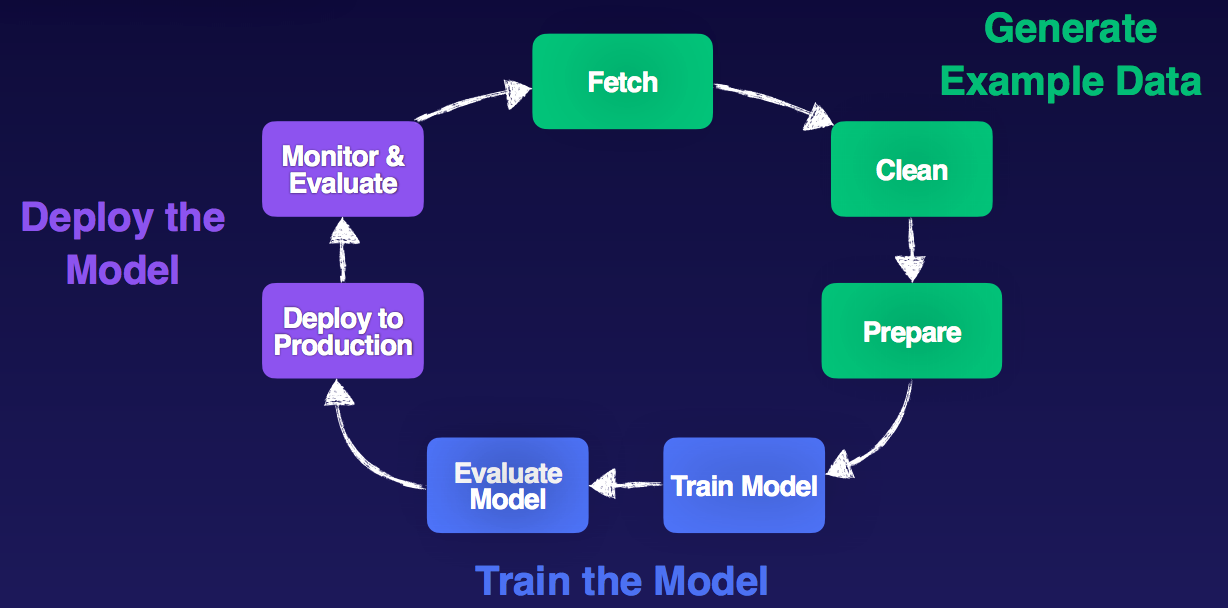 Generate
Example Data
Fetch
Clean
Prepare
Train Model
Evaluate
Model
Train the Model
Deploy to
Production
Monitor &
Evaluate
Deploy the
Model